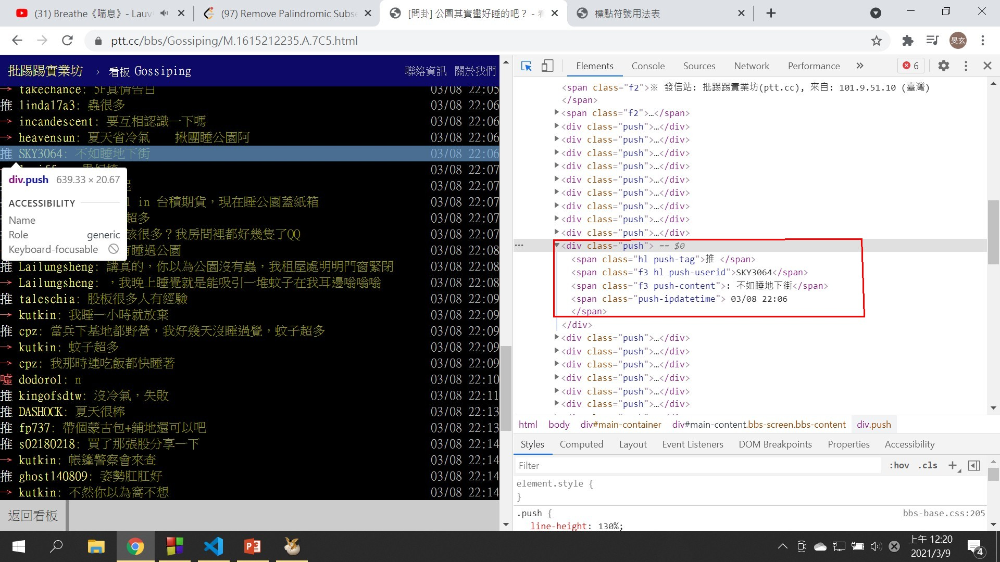 (31) Breathe《喘息》- Lauv
(97) Remove Palindromic Subse
[問卦] 公園其實蠻好睡的吧？ - 看
標點符號用法表
ptt.cc/bbs/Gossiping/M.1615212235.A.7C5.html
旻玄
批踢踢實業坊 › 看板 Gossiping 聯絡資訊 關於我們
→ takechance: 5F真情告白 03/08 22:05
推 linda17a3: 蟲很多 03/08 22:06
→ incandescent: 要互相認識一下嗎 03/08 22:06
→ heavensun: 夏天省冷氣 揪團睡公園阿 03/08 22:06
推 SKY3064: 不如睡地下街 03/08 22:06
03/08 22:07
div.push 639.33 × 20.67
03/08 22:07
ACCESSIBILITY
l in 台積期貨，現在睡公園蓋紙箱 03/08 22:07
Name
超多 03/08 22:07
Role generic
該很多？我房間裡都好幾隻了QQ 03/08 22:07
Keyboard-focusable
有睡過公園 03/08 22:08
推 Lailungsheng: 講真的，你以為公園沒有蟲，我租屋處明明門窗緊閉 03/08 22:08
→ Lailungsheng: ，我晚上睡覺就是能吸引一堆蚊子在我耳邊嗡嗡嗡 03/08 22:08
推 taleschia: 股板很多人有經驗 03/08 22:09
→ kutkin: 我睡一小時就放棄 03/08 22:09
推 cpz: 當兵下基地都野營，我好幾天沒睡過覺，蚊子超多 03/08 22:09
→ kutkin: 蚊子超多 03/08 22:09
→ cpz: 我那時連吃飯都快睡著 03/08 22:09
噓 dodorol: n 03/08 22:10
推 kingofsdtw: 沒冷氣，失敗 03/08 22:11
推 DASHOCK: 夏天很棒 03/08 22:13
推 fp737: 帶個蒙古包+鋪地還可以吧 03/08 22:13
推 s02180218: 買了那張股分享一下 03/08 22:14
→ kutkin: 帳篷警察會來查 03/08 22:14
推 ghost140809: 姿勢肛肛好 03/08 22:14
→ kutkin: 不然你以為窩不想 03/08 22:14
返回看板
Elements Console Sources Network Performance » 6
<span class="f2">※ 發信站: 批踢踢實業坊(ptt.cc), 來自: 101.9.51.10 (臺灣)
</span>
<span class="f2">…</span>
<div class="push">…</div>
<div class="push">…</div>
<div class="push">…</div>
<div class="push">…</div>
<div class="push">…</div>
<div class="push">…</div>
<div class="push">…</div>
<div class="push">…</div>
<div class="push">…</div>
… <div class="push"> == $0
<span class="hl push-tag">推 </span>
<span class="f3 hl push-userid">SKY3064</span>
<span class="f3 push-content">: 不如睡地下街</span>
<span class="push-ipdatetime"> 03/08 22:06
</span>
</div>
<div class="push">…</div>
<div class="push">…</div>
<div class="push">…</div>
<div class="push">…</div>
<div class="push">…</div>
<div class="push">…</div>
html body div#main-container div#main-content.bbs-screen.bbs-content div.push
Styles Computed Layout Event Listeners DOM Breakpoints Properties Accessibility
Filter :hov .cls +
element.style {
}
.push { bbs-base.css:205
line-height: 130%;
上午 12:20
2021/3/9
4